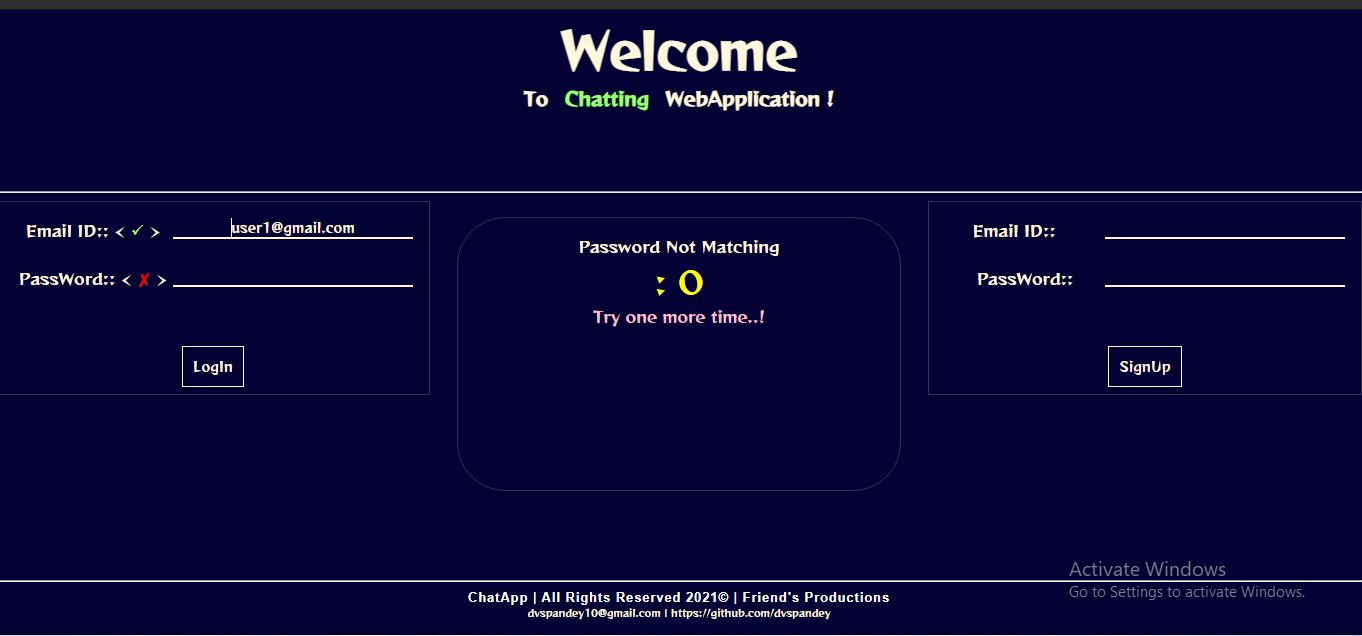 Welcome
To Chatting WebApplication !
Email ID:: < ✓ > user1@gmail.com
PassWord:: < ✗ >
LogIn
Password Not Matching
: O
Try one more time..!
Email ID::
PassWord::
SignUp
Activate Windows
Go to Settings to activate Windows.
ChatApp | All Rights Reserved 2021© | Friend's Productions
dvspandey10@gmail.com | https://github.com/dvspandey